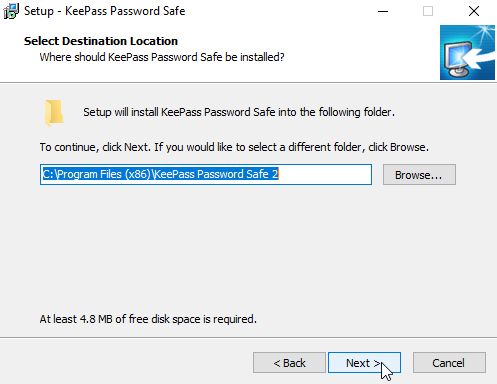 Setup - KeePass Password Safe
Select Destination Location
Where should KeePass Password Safe be installed?
Setup will install KeePass Password Safe into the following folder.
To continue, click Next. If you would like to select a different folder, click Browse.
C:\Program Files (x86)\KeePass Password Safe 2
Browse...
At least 4.8 MB of free disk space is required.
< Back
Next >
Cancel